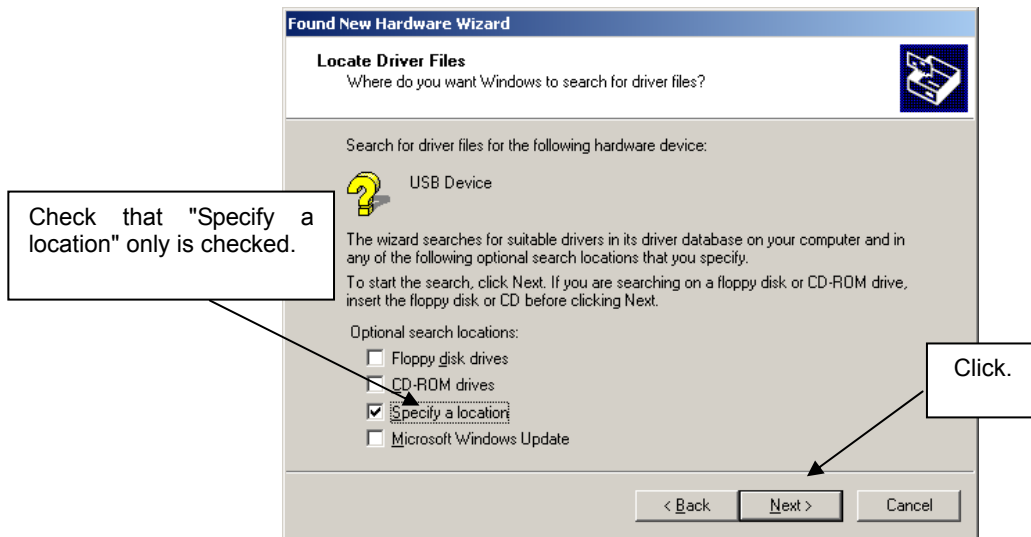 Found New Hardware Wizard
Locate Driver Files
Where do you want Windows to search for driver files?
Search for driver files for the following hardware device:
USB Device
Check that "Specify a
location" only is checked.
The wizard searches for suitable drivers in its driver database on your computer and in
any of the following optional search locations that you specify.
To start the search, click Next. If you are searching on a floppy disk or CD-ROM drive,
insert the floppy disk or CD before clicking Next.
Optional search locations:
Floppy disk drives
CD-ROM drives
Specify a location
Microsoft Windows Update
Click.
< Back
Next >
Cancel